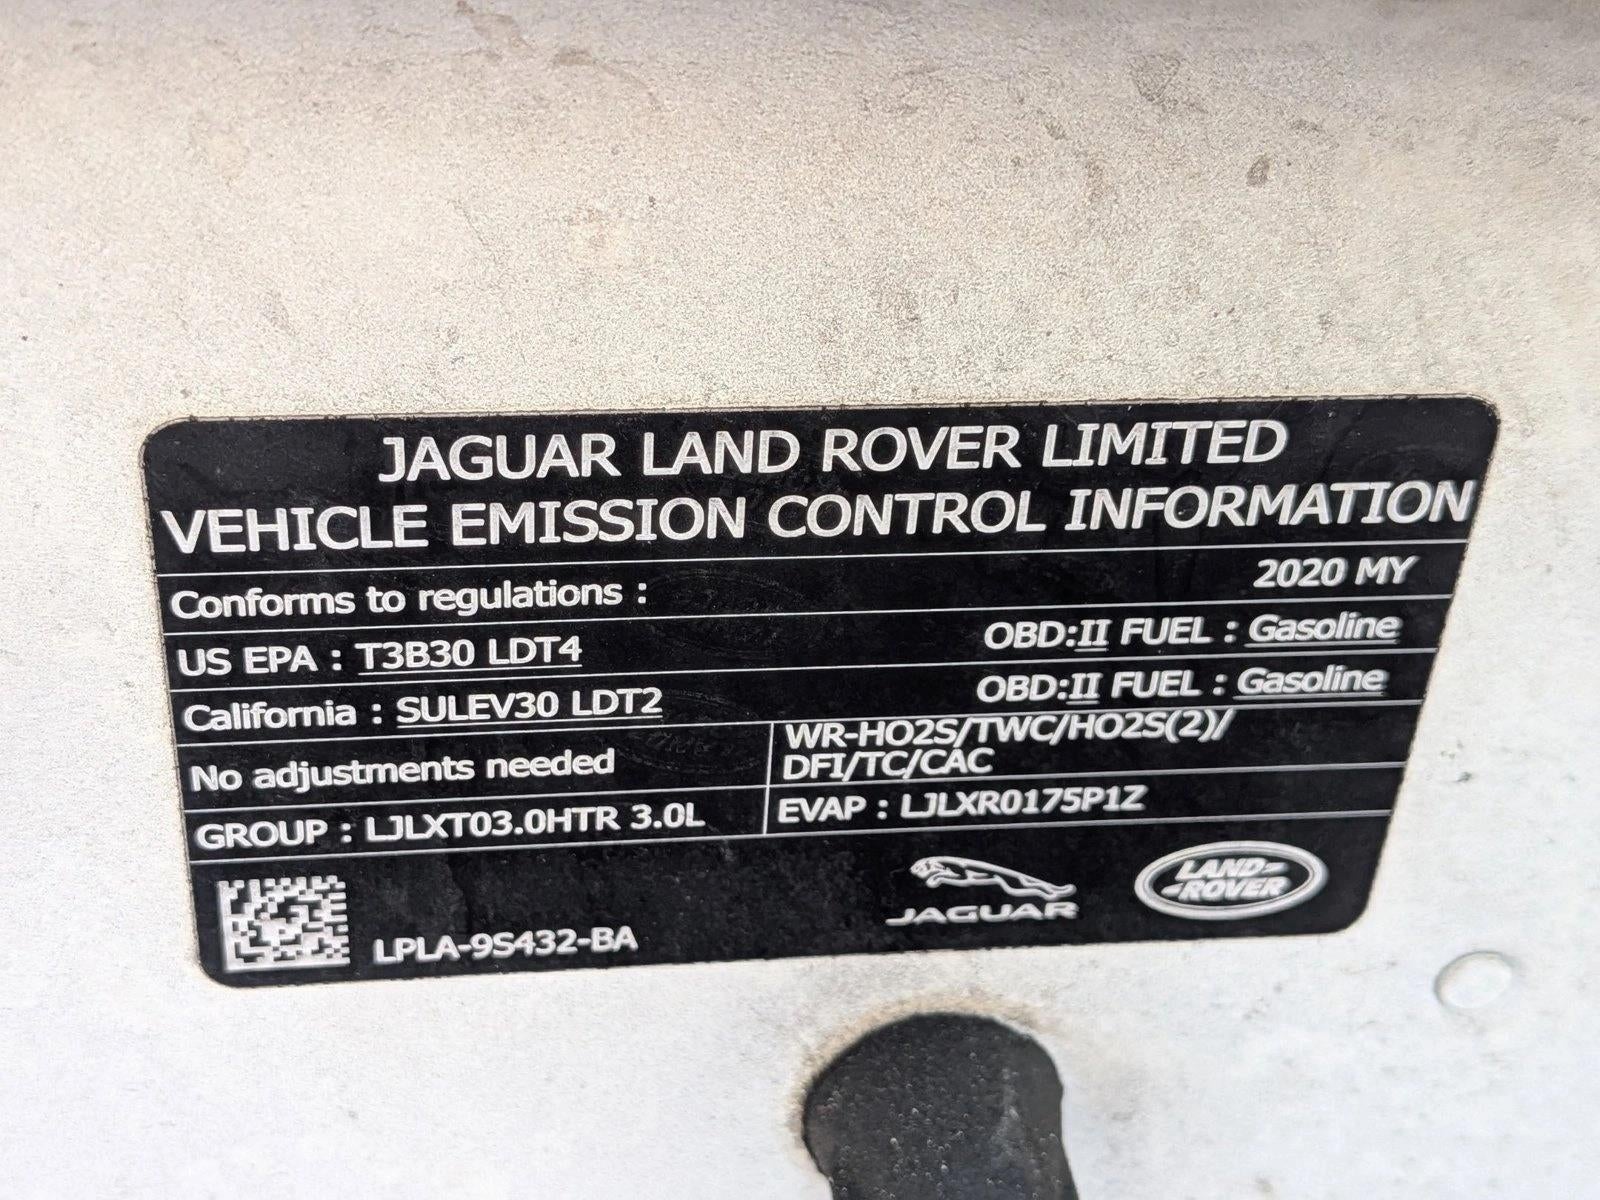 JAGUAR LAND ROVER LIMITED
VEHICLE EMISSION CONTROL INFORMATION
Conforms to regulations : 2020 MY
US EPA : T3B30 LDT4 OBD:II FUEL : Gasoline
California : SULEV30 LDT2 OBD:II FUEL : Gasoline
No adjustments needed
WR-HO2S/TWC/HO2S(2)/
DFI/TC/CAC
GROUP : LJLXT03.0HTR 3.0L
EVAP : LJLXR0175P1Z
LPLA-9S432-BA
JAGUAR
LAND
ROVER